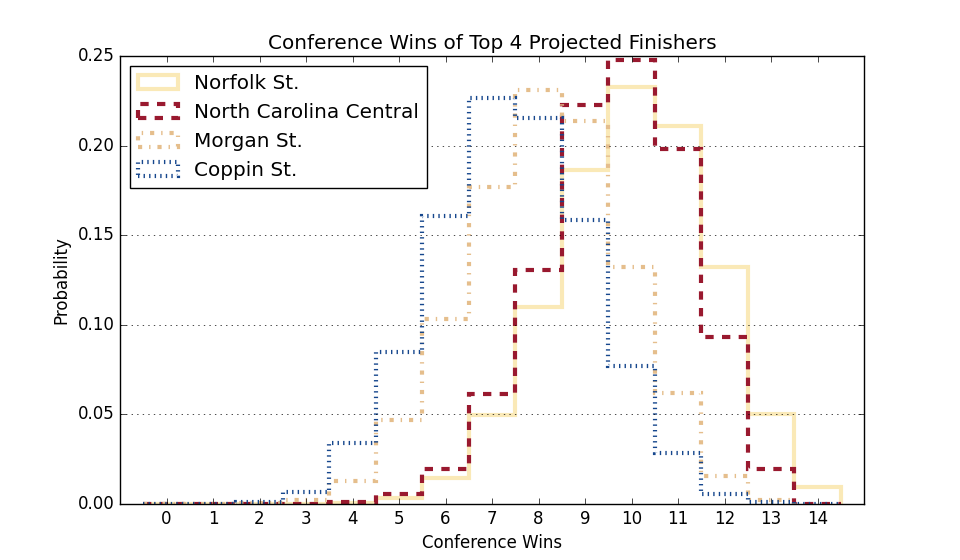 Conference Wins of Top 4 Projected Finishers
0.25
0.20
0.15
0.10
0.05
0.00
Probability
Norfolk St.
North Carolina Central
Morgan St.
Coppin St.
0 1 2 3 4 5 6 7 8 9 10 11 12 13 14
Conference Wins